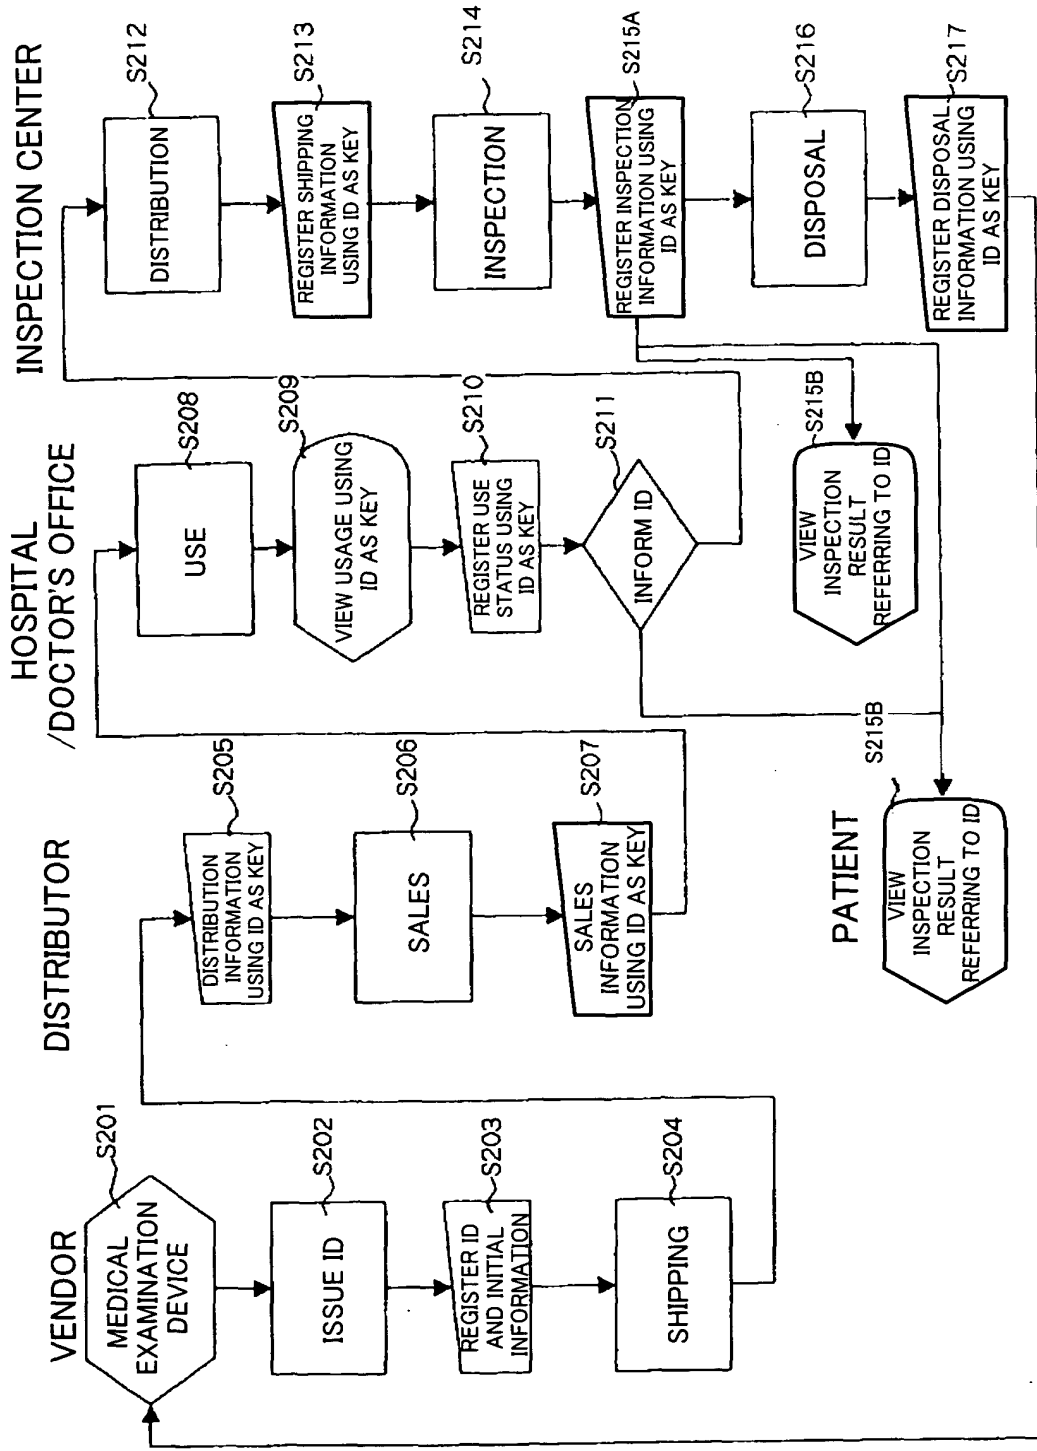 VENDOR
MEDICAL
EXAMINATION
DEVICE
S201
ISSUE ID
S202
REGISTER ID
AND INITIAL
INFORMATION
S203
SHIPPING
S204
DISTRIBUTOR
DISTRIBUTION
INFORMATION
USING ID AS KEY
S205
SALES
S206
SALES
INFORMATION
USING ID AS KEY
S207
HOSPITAL
/DOCTOR'S OFFICE
USE
S208
VIEW USAGE USING
ID AS KEY
S209
REGISTER USE
STATUS USING
ID AS KEY
S210
INFORM ID
S211
INSPECTION CENTER
DISTRIBUTION
S212
REGISTER SHIPPING
INFORMATION
USING ID AS KEY
S213
INSPECTION
S214
REGISTER INSPECTION
INFORMATION USING
ID AS KEY
S215A
DISPOSAL
S216
REGISTER DISPOSAL
INFORMATION USING
ID AS KEY
S217
VIEW
INSPECTION
RESULT
REFERRING TO ID
S215B
PATIENT
VIEW
INSPECTION
RESULT
REFERRING TO ID
S215B